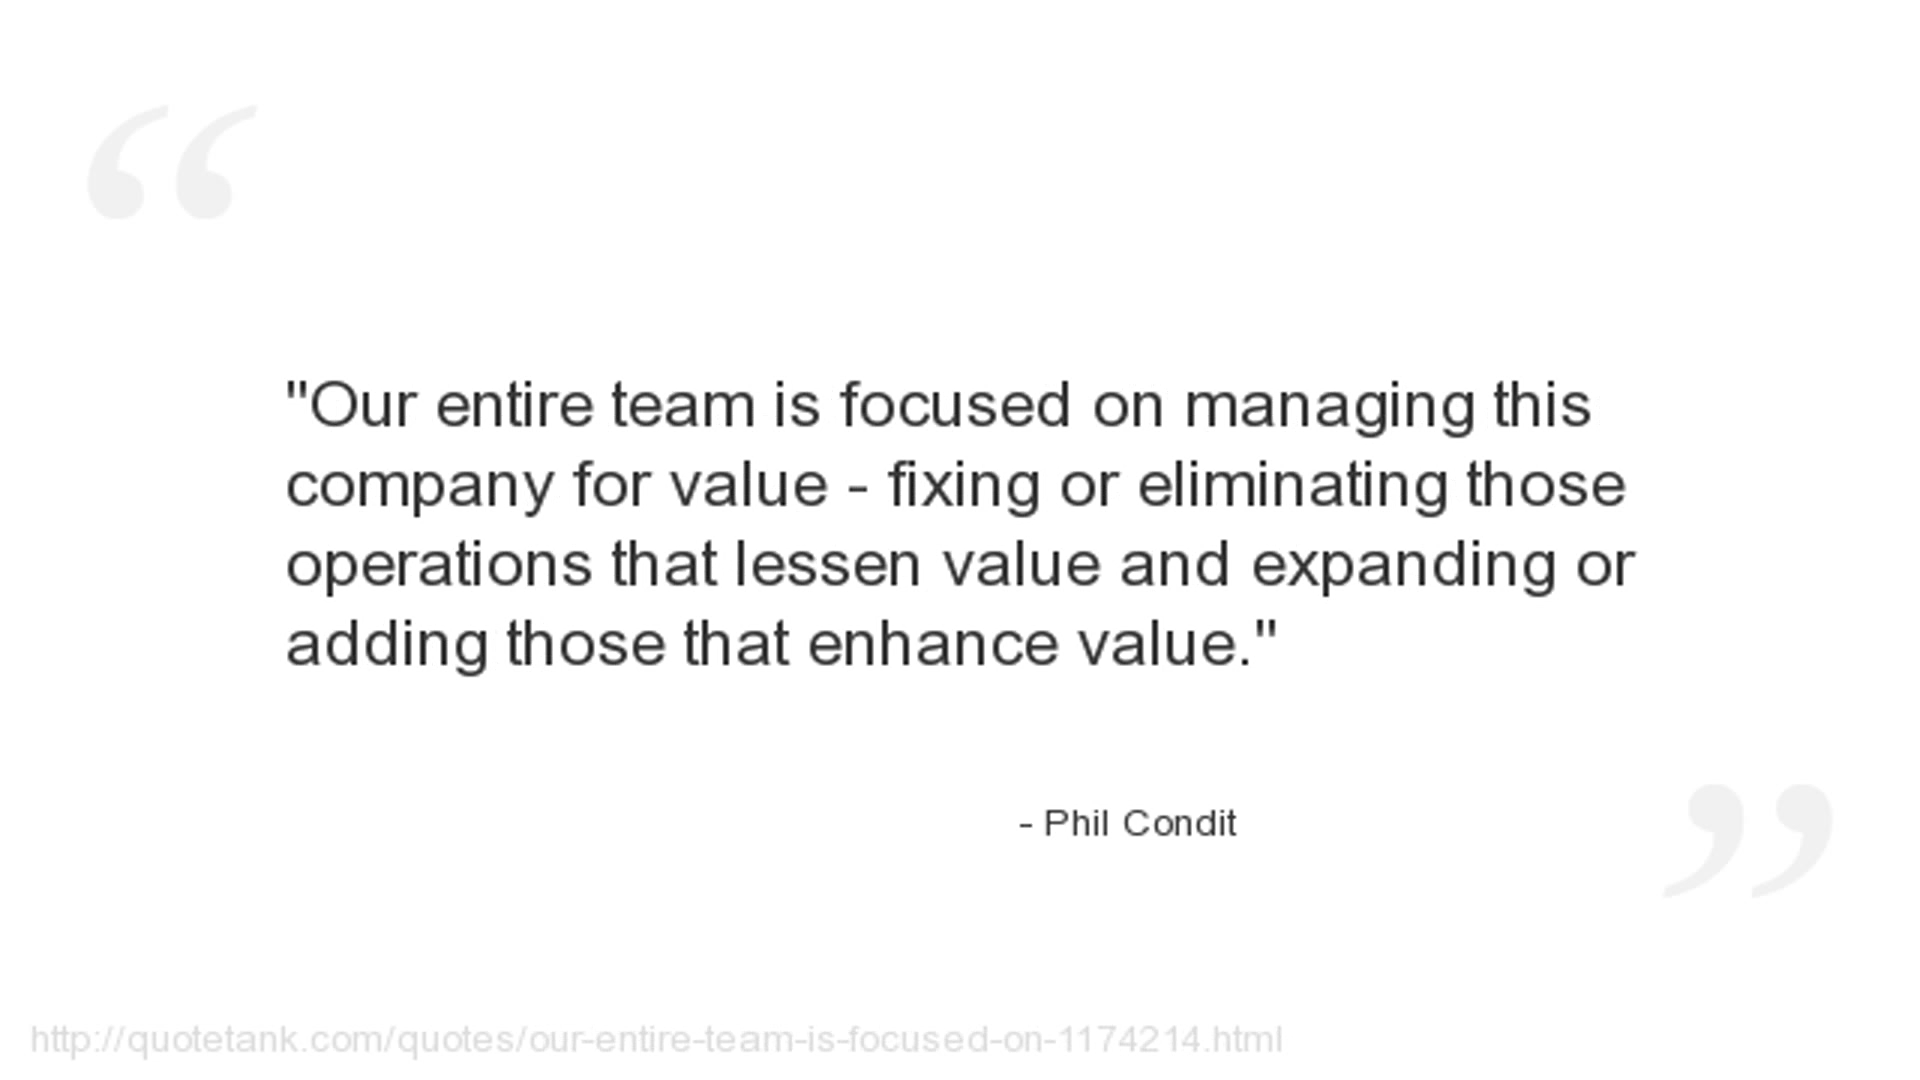 "Our entire team is focused on managing this
company for value - fixing or eliminating those
operations that lessen value and expanding or
adding those that enhance value."
- Phil Condit
http://quotetank.com/quotes/our-entire-team-is-focused-on-1174214.html